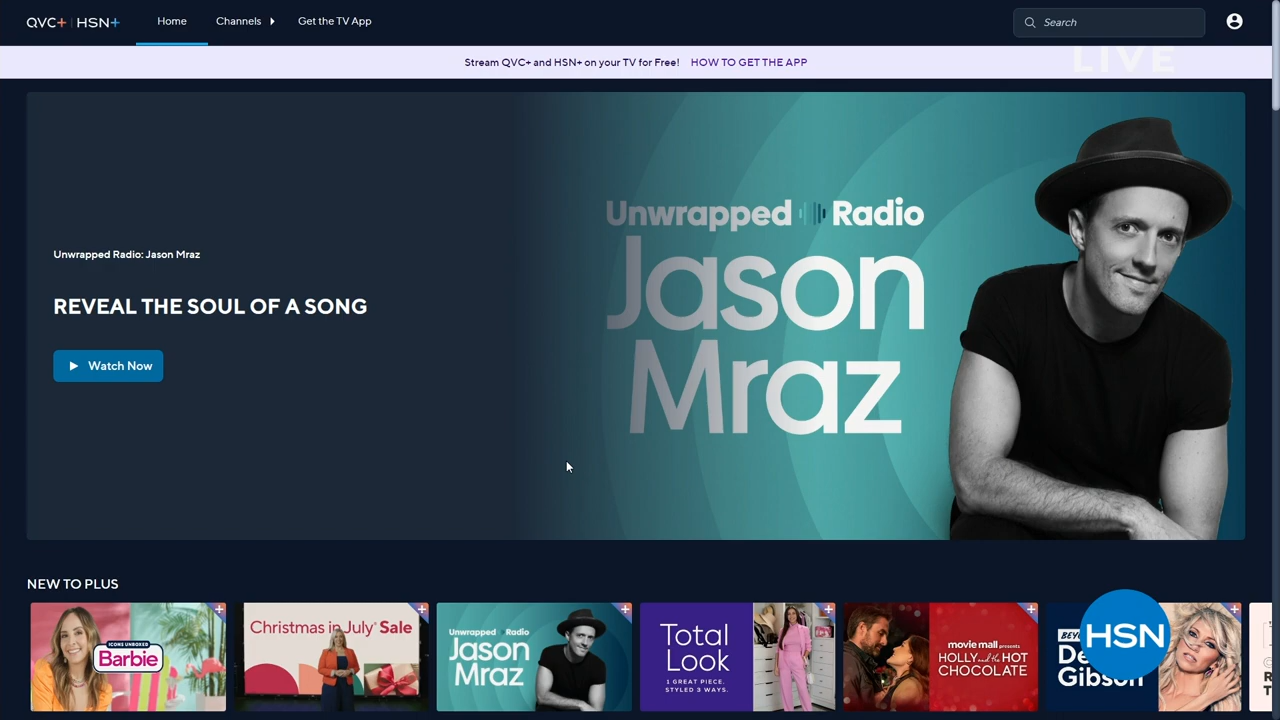 QVC+ | HSN+
Home
Channels
Get the TV App
Search
LIVE
Stream QVC+ and HSN+ on your TV for Free! HOW TO GET THE APP
Unwrapped Radio
Jason
Mraz
Unwrapped Radio: Jason Mraz
REVEAL THE SOUL OF A SONG
Watch Now
NEW TO PLUS
ICONS UNBOXED
Barbie
Christmas in July® Sale
Unwrapped Radio
Jason
Mraz
Total
Look
1 GREAT PIECE.
STYLED 3 WAYS.
movie mall presents
HOLLY and the HOT
CHOCOLATE
Gibson
HSN